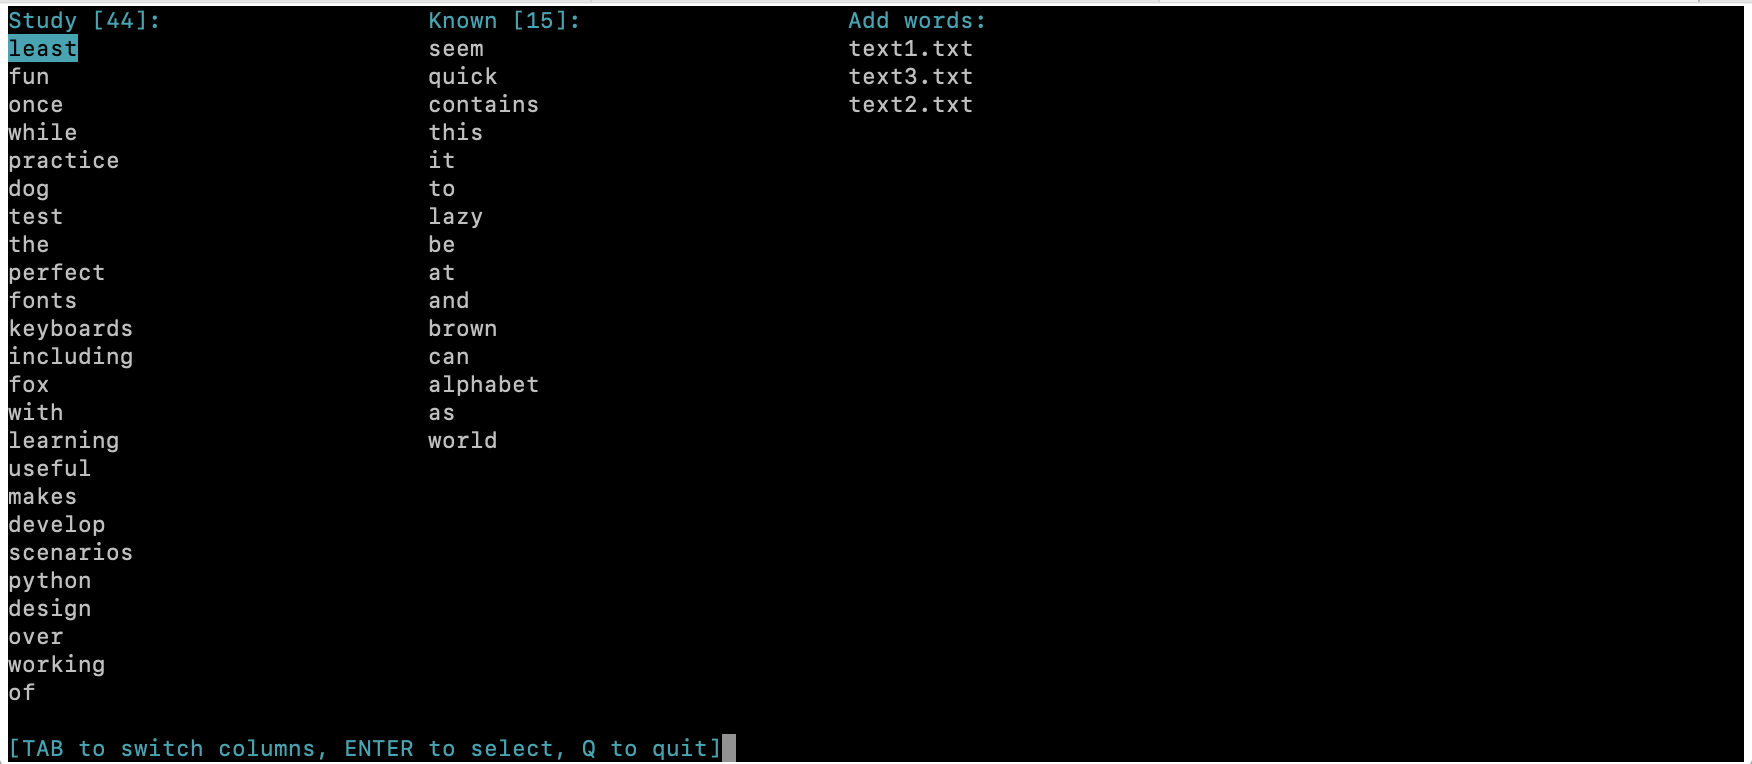 Study [44]: Known [15]: Add words:
least seem text1.txt
fun quick text3.txt
once contains text2.txt
while this
practice it
dog to
test lazy
the be
perfect at
fonts and
keyboards brown
including can
fox alphabet
with as
learning world
useful
makes
develop
scenarios
python
design
over
working
of
[TAB to switch columns, ENTER to select, Q to quit]